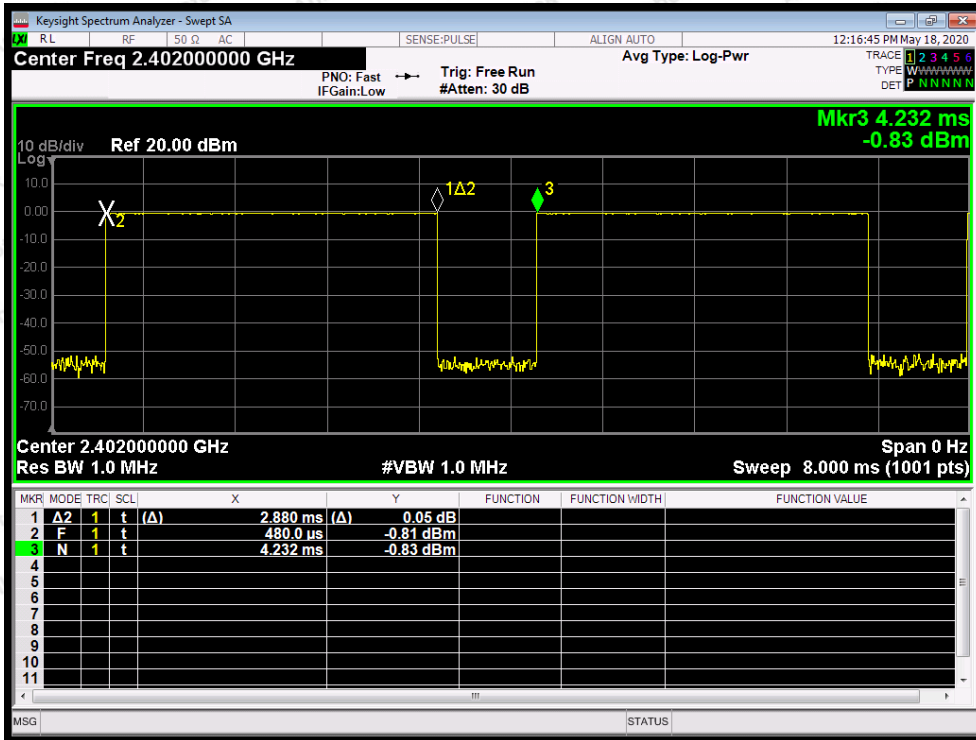 Keysight Spectrum Analyzer - Swept SA
LXI RL RF 50 Ω AC SENSE:PULSE ALIGN AUTO 12:16:45 PM May 18, 2020
Center Freq 2.402000000 GHz
PNO: Fast
IFGain:Low
Trig: Free Run
#Atten: 30 dB
Avg Type: Log-Pwr
TRACE 1 2 3 4 5 6
TYPE WWWWWW
DET P N N N N N
Mkr3 4.232 ms
-0.83 dBm
10 dB/div Ref 20.00 dBm
Log
10.0
0.00
-10.0
-20.0
-30.0
-40.0
-50.0
-60.0
-70.0
2
1Δ2
3
Center 2.402000000 GHz Span 0 Hz
Res BW 1.0 MHz #VBW 1.0 MHz Sweep 8.000 ms (1001 pts)
MKR MODE TRC SCL X Y FUNCTION FUNCTION WIDTH FUNCTION VALUE
1 Δ2 1 t (Δ) 2.880 ms (Δ) 0.05 dB
2 F 1 t 480.0 µs -0.81 dBm
3 N 1 t 4.232 ms -0.83 dBm
4
5
6
7
8
9
10
11
MSG STATUS